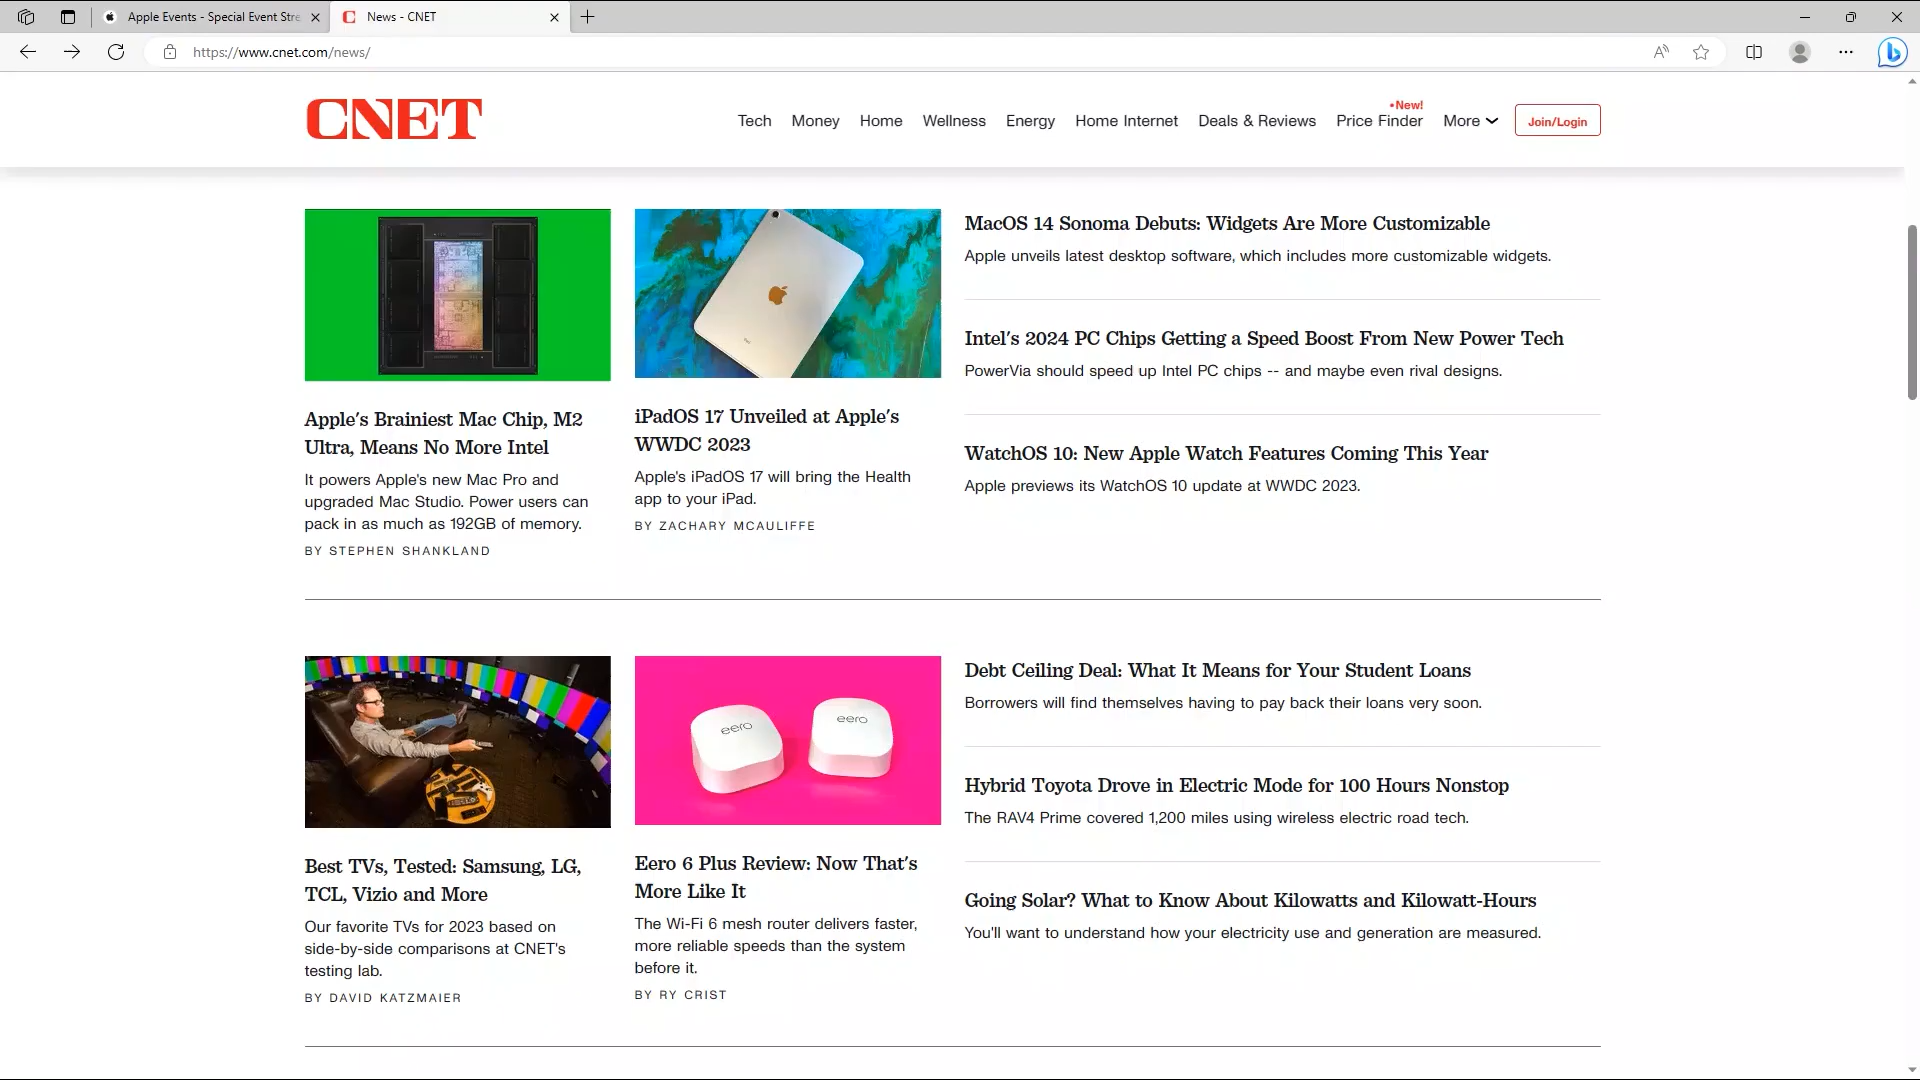 Apple Events - Special Event Stre
News - CNET
https://www.cnet.com/news/
CNET
Tech
Money
Home
Wellness
Energy
Home Internet
Deals & Reviews
• New!
Price Finder
More
Join/Login
Apple's Brainiest Mac Chip, M2
Ultra, Means No More Intel
It powers Apple's new Mac Pro and
upgraded Mac Studio. Power users can
pack in as much as 192GB of memory.
BY STEPHEN SHANKLAND
iPadOS 17 Unveiled at Apple's
WWDC 2023
Apple's iPadOS 17 will bring the Health
app to your iPad.
BY ZACHARY MCAULIFFE
MacOS 14 Sonoma Debuts: Widgets Are More Customizable
Apple unveils latest desktop software, which includes more customizable widgets.
Intel's 2024 PC Chips Getting a Speed Boost From New Power Tech
PowerVia should speed up Intel PC chips -- and maybe even rival designs.
WatchOS 10: New Apple Watch Features Coming This Year
Apple previews its WatchOS 10 update at WWDC 2023.
Best TVs, Tested: Samsung, LG,
TCL, Vizio and More
Our favorite TVs for 2023 based on
side-by-side comparisons at CNET's
testing lab.
BY DAVID KATZMAIER
eero
eero
Eero 6 Plus Review: Now That's
More Like It
The Wi-Fi 6 mesh router delivers faster,
more reliable speeds than the system
before it.
BY RY CRIST
Debt Ceiling Deal: What It Means for Your Student Loans
Borrowers will find themselves having to pay back their loans very soon.
Hybrid Toyota Drove in Electric Mode for 100 Hours Nonstop
The RAV4 Prime covered 1,200 miles using wireless electric road tech.
Going Solar? What to Know About Kilowatts and Kilowatt-Hours
You'll want to understand how your electricity use and generation are measured.